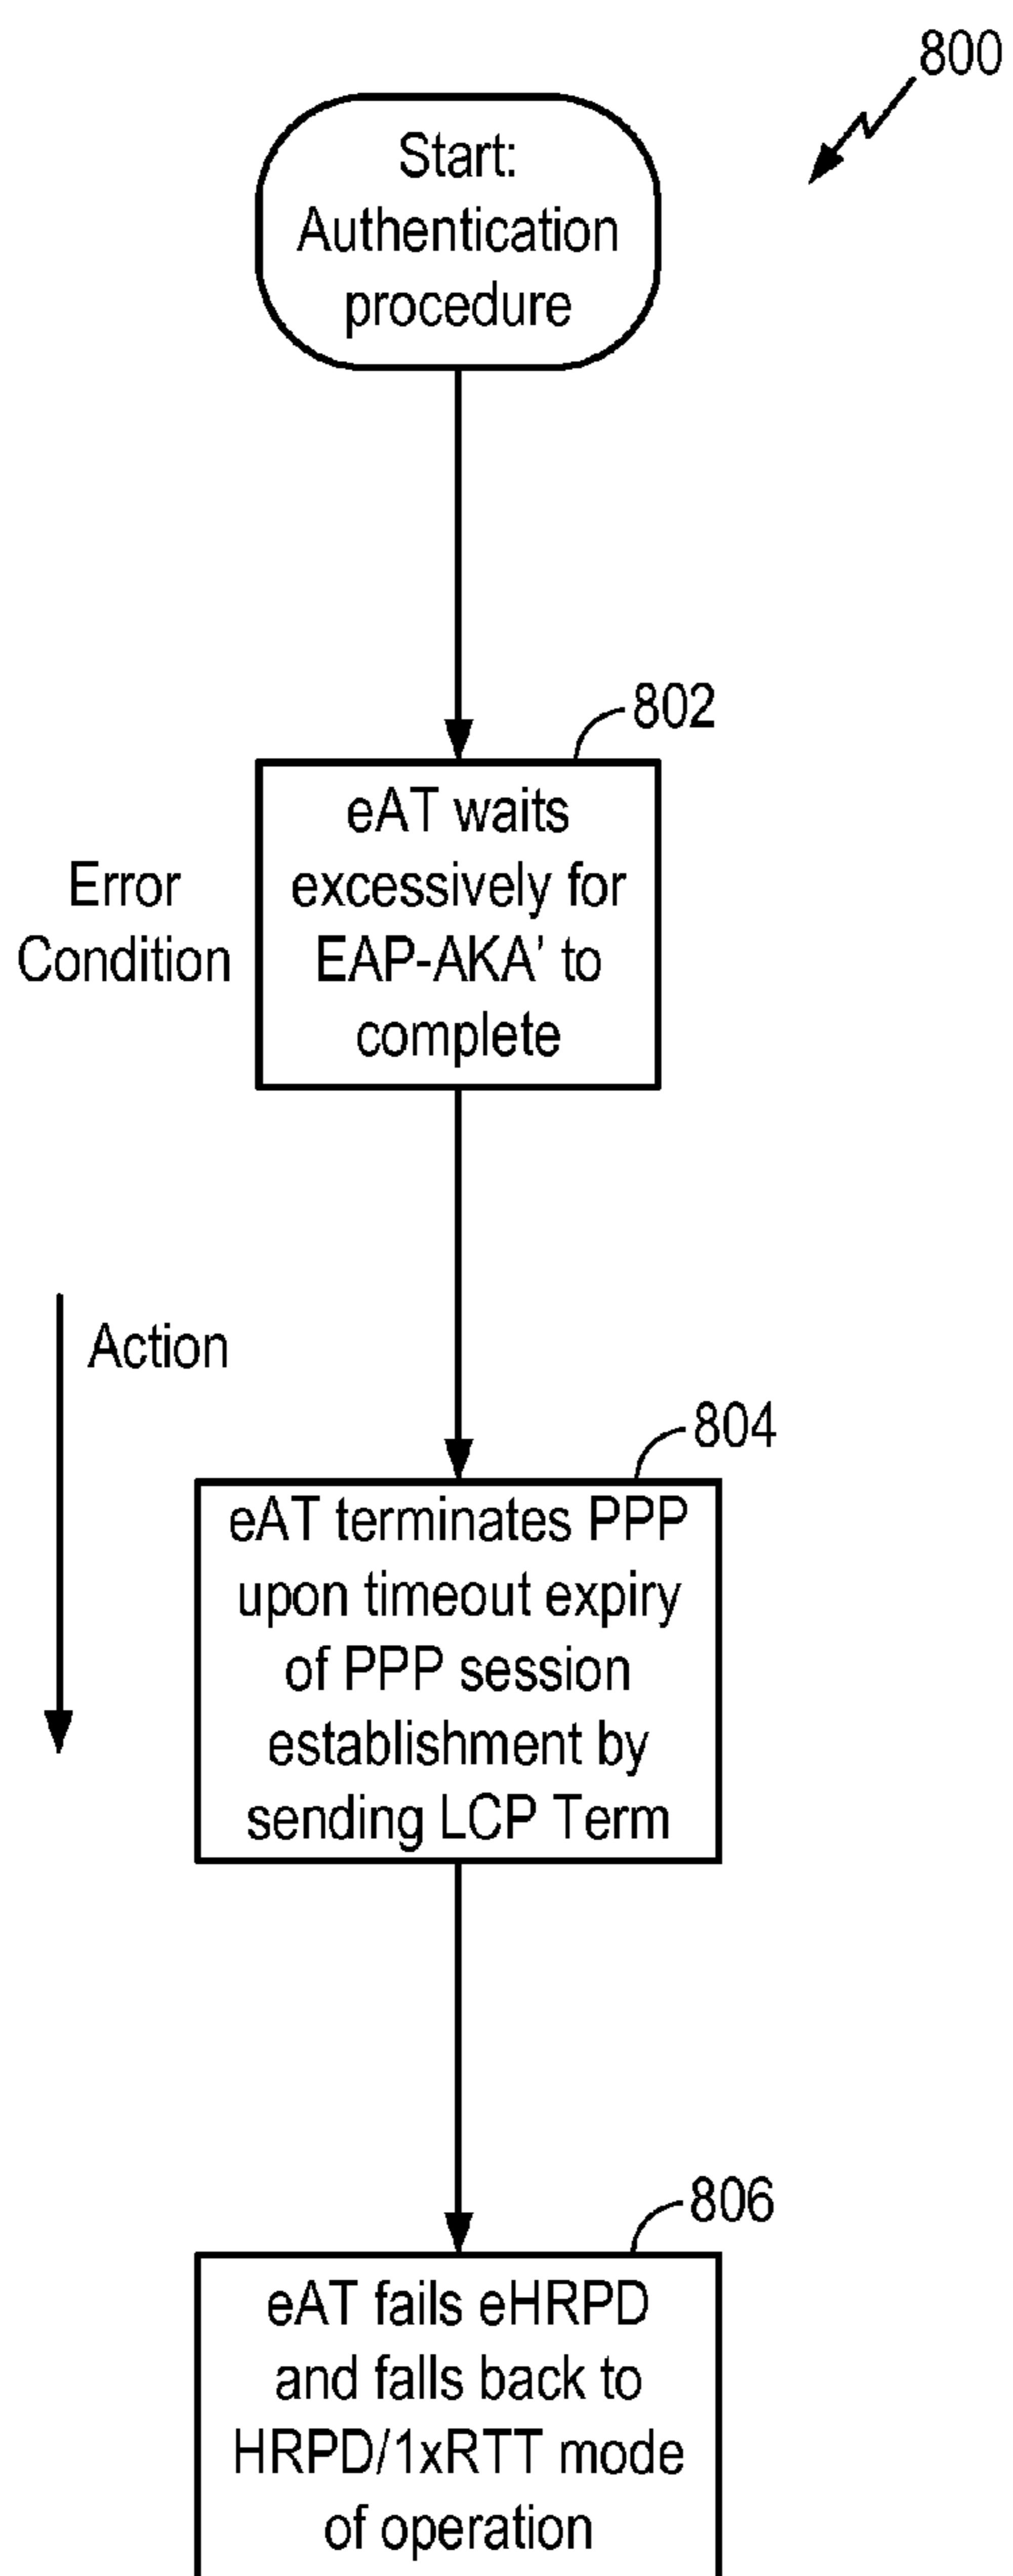 800
Start:
Authentication
procedure
802
eAT waits
excessively for
EAP-AKA’ to
complete
Error
Condition
Action
804
eAT terminates PPP
upon timeout expiry
of PPP session
establishment by
sending LCP Term
806
eAT fails eHRPD
and falls back to
HRPD/1xRTT mode
of operation